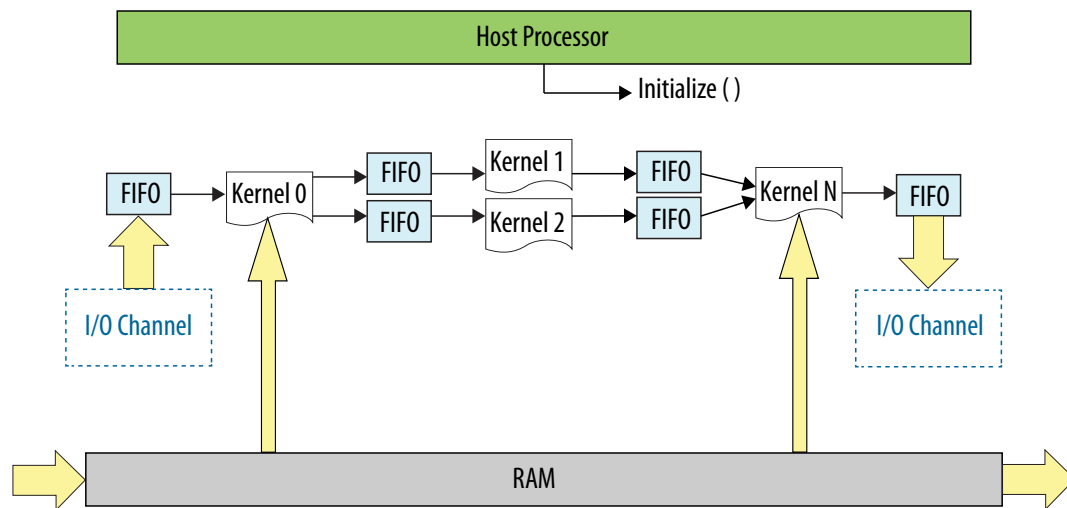 Host Processor
Initialize ( )
FIFO
Kernel 0
FIFO
FIFO
Kernel 1
Kernel 2
FIFO
FIFO
Kernel N
FIFO
I/O Channel
I/O Channel
RAM